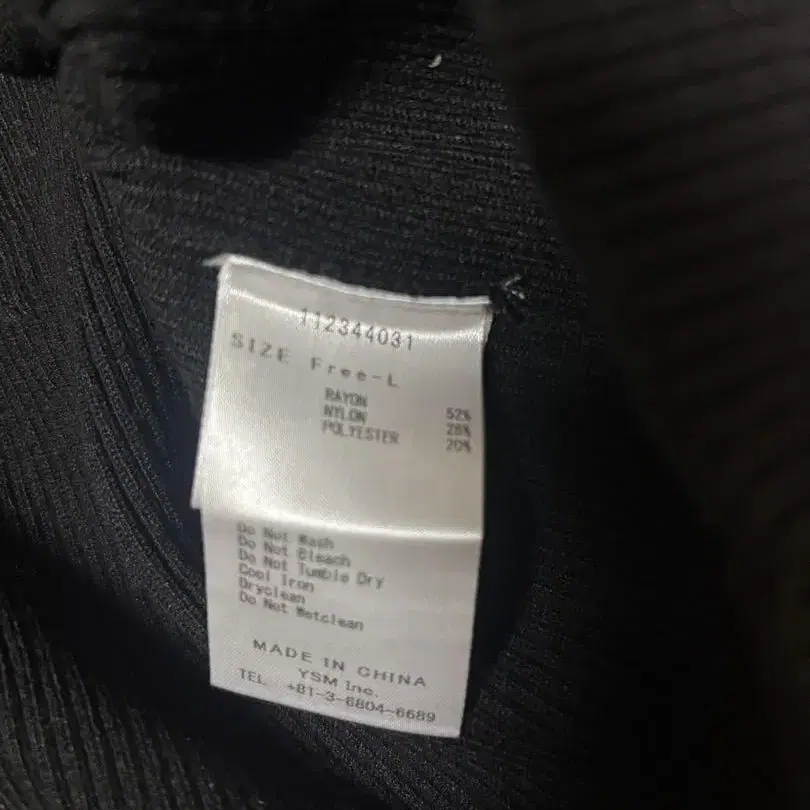 112344031
SIZE Free-L
RAYON 52%
NYLON 28%
POLYESTER 20%
Do Not Wash
Do Not Bleach
Do Not Tumble Dry
Cool Iron
Dryclean
Do Not Wetclean
MADE IN CHINA
YSM Inc.
TEL +81-3-6804-6689